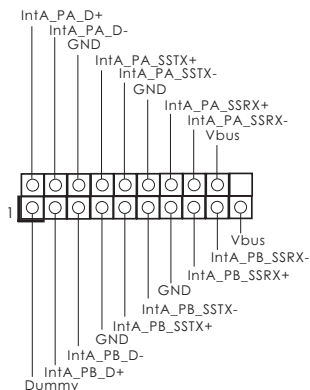 IntA_PA_D+
IntA_PA_D-
GND
IntA_PA_SSTX+
IntA_PA_SSTX-
GND
IntA_PA_SSRX+
IntA_PA_SSRX-
Vbus
1
Vbus
IntA_PB_SSRX-
IntA_PB_SSRX+
GND
IntA_PB_SSTX-
IntA_PB_SSTX+
GND
IntA_PB_D-
IntA_PB_D+
Dummy